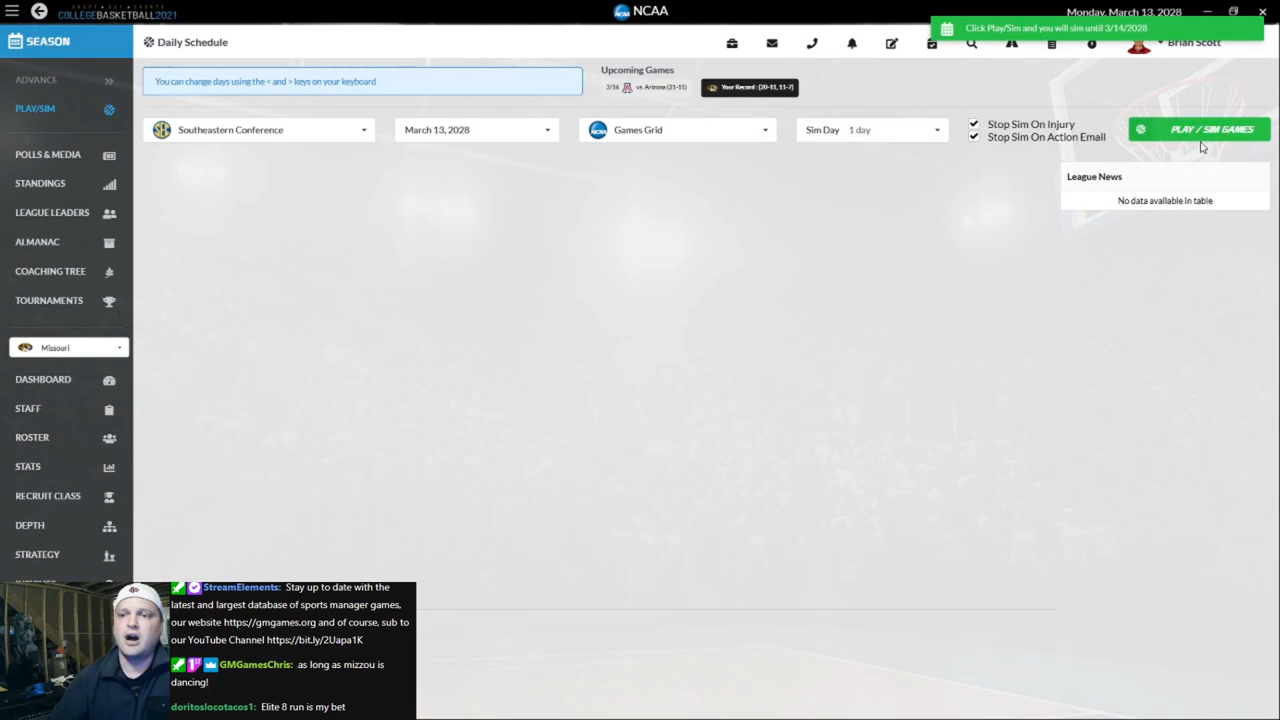 DRAFT DAY SPORTS
COLLEGEBASKETBALL2021
NCAA
Monday, March 13, 2028
Click Play/Sim and you will sim until 3/14/2028
SEASON
Daily Schedule
Brian Scott
ADVANCE
PLAY/SIM
POLLS & MEDIA
STANDINGS
LEAGUE LEADERS
ALMANAC
COACHING TREE
TOURNAMENTS
Missouri
DASHBOARD
STAFF
ROSTER
STATS
RECRUIT CLASS
DEPTH
STRATEGY
You can change days using the < and > keys on your keyboard
Upcoming Games
3/16 vs Arizona (21-11)
Your Record : (20-11, 11-7)
Southeastern Conference
March 13, 2028
Games Grid
Sim Day 1 day
Stop Sim On Injury
Stop Sim On Action Email
PLAY / SIM GAMES
League News
No data available in table
StreamElements: Stay up to date with the
latest and largest database of sports manager games,
our website https://gmgames.org and of course, sub to
our YouTube Channel https://bit.ly/2Uapa1K
GMGamesChris: as long as mizzou is
dancing!
doritoslocotacos1: Elite 8 run is my bet